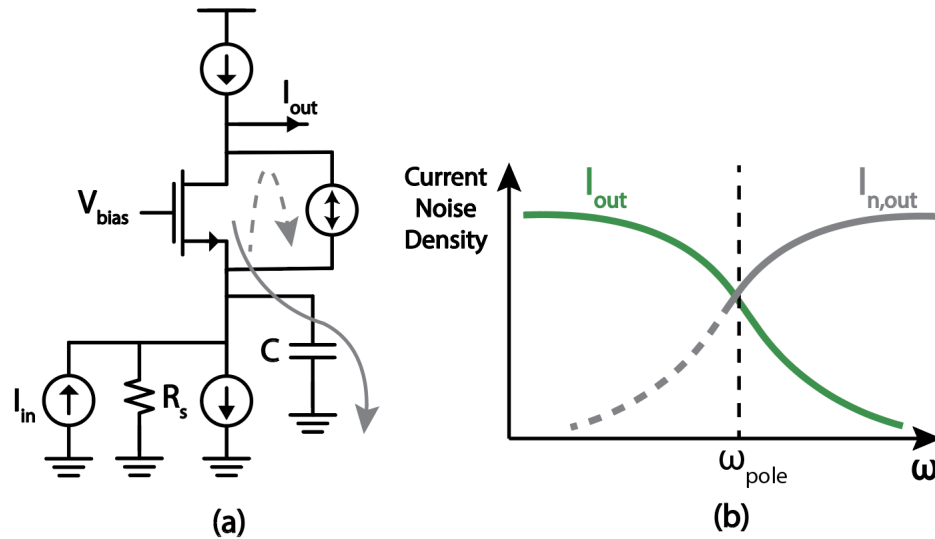 I_out
V_bias
C
I_in
R_s
(a)
Current
Noise
Density
I_out
I_n,out
ω_pole
ω
(b)